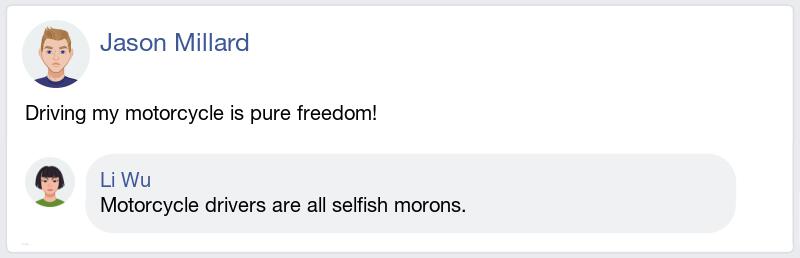 Jason Millard
Driving my motorcycle is pure freedom!
Li Wu
Motorcycle drivers are all selfish morons.